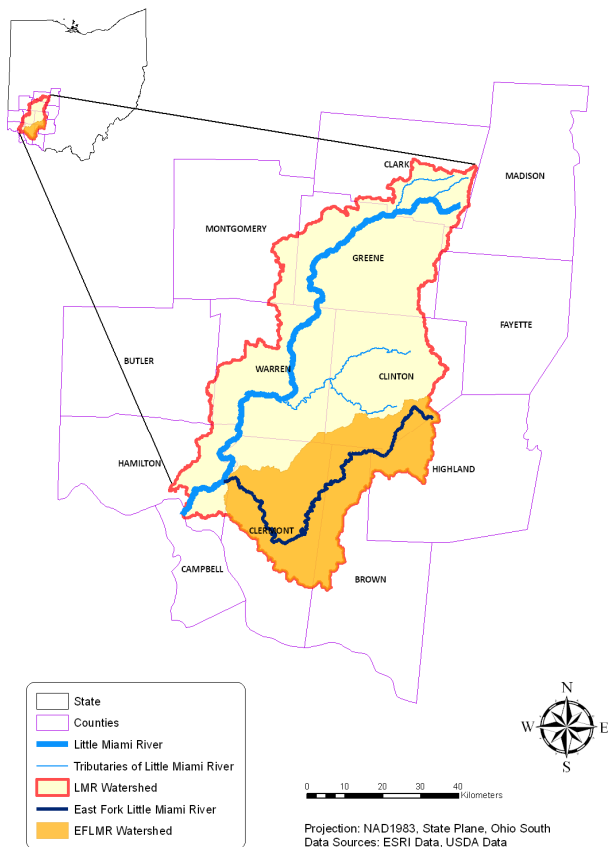 CLARK
MADISON
MONTGOMERY
GREENE
FAYETTE
BUTLER
WARREN
CLINTON
HAMILTON
HIGHLAND
CLERMONT
CAMPBELL
BROWN
State
Counties
Little Miami River
Tributaries of Little Miami River
LMR Watershed
East Fork Little Miami River
EFLMR Watershed
N
W E
S
0 10 20 30 40
Kilometers
Projection: NAD1983, State Plane, Ohio South
Data Sources: ESRI Data, USDA Data